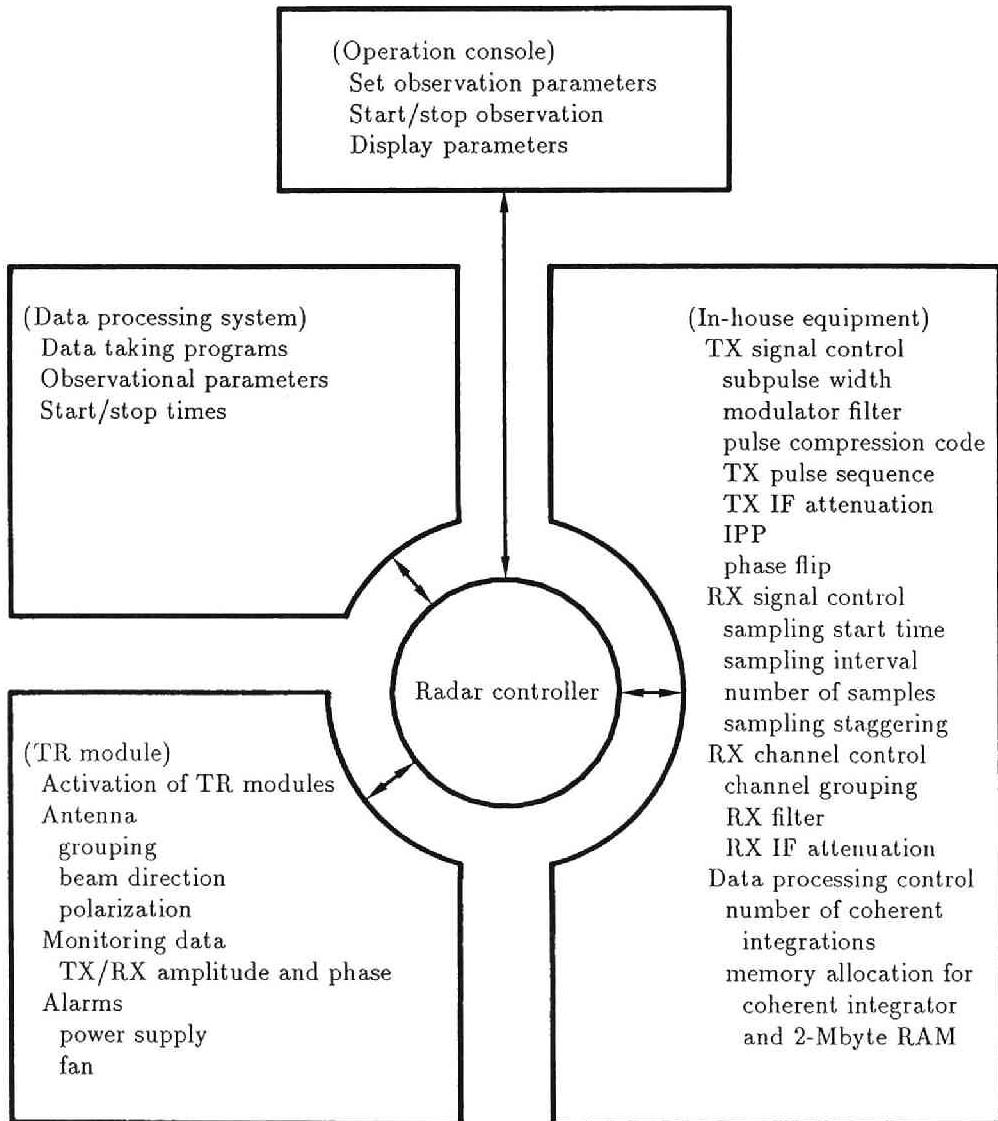 (Operation console)
Set observation parameters
Start/stop observation
Display parameters
(Data processing system)
Data taking programs
Observational parameters
Start/stop times
(In-house equipment)
TX signal control
subpulse width
modulator filter
pulse compression code
TX pulse sequence
TX IF attenuation
IPP
phase flip
RX signal control
sampling start time
sampling interval
number of samples
sampling staggering
RX channel control
channel grouping
RX filter
RX IF attenuation
Data processing control
number of coherent
integrations
memory allocation for
coherent integrator
and 2-Mbyte RAM
Radar controller
(TR module)
Activation of TR modules
Antenna
grouping
beam direction
polarization
Monitoring data
TX/RX amplitude and phase
Alarms
power supply
fan